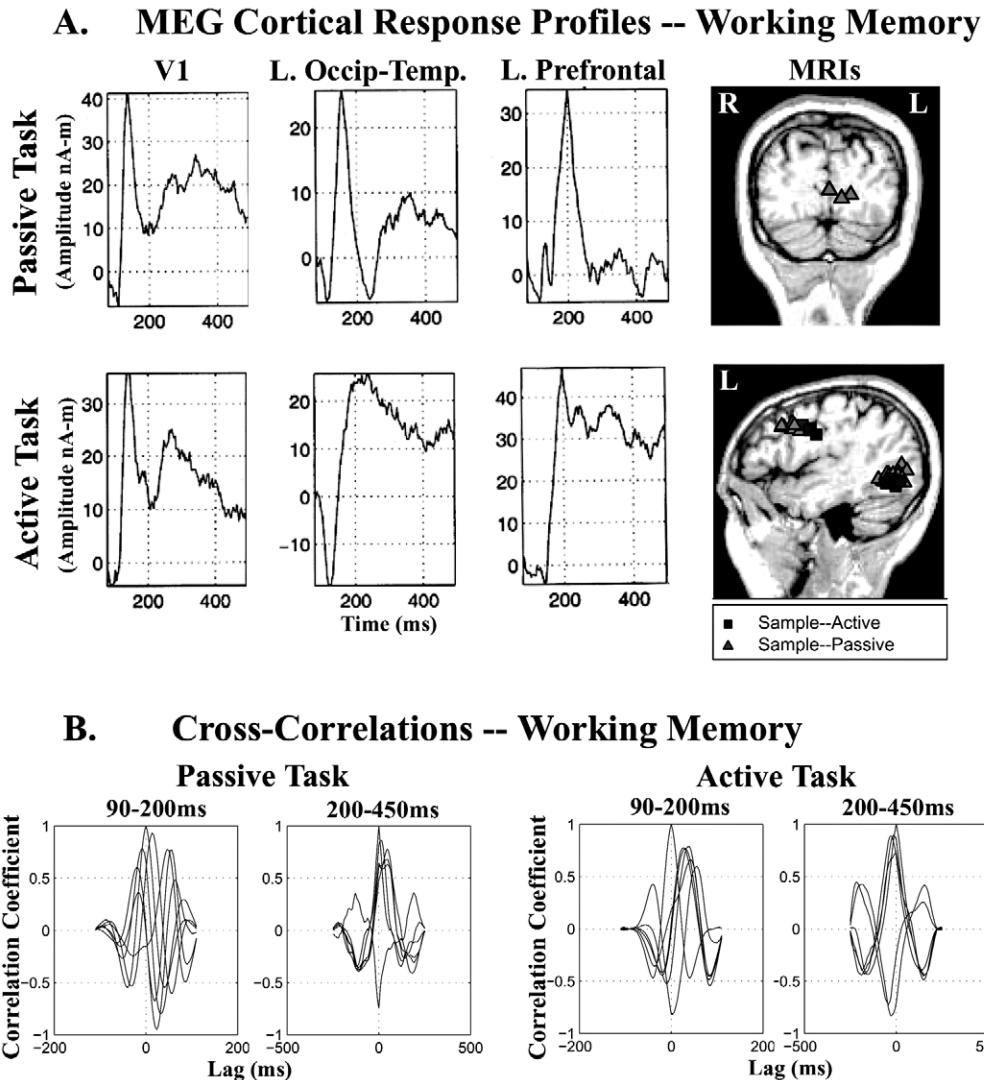 A. MEG Cortical Response Profiles -- Working Memory
V1 L. Occip-Temp. L. Prefrontal MRIs
Passive Task
(Amplitude nA-m)
40
30
20
10
0
200 400
20
10
0
200 400
30
20
10
0
200 400
R L
Active Task
(Amplitude nA-m)
30
20
10
0
200 400
20
10
0
−10
200 400
40
30
20
10
0
200 400
Time (ms)
L
Sample--Active
Sample--Passive
B. Cross-Correlations -- Working Memory
Passive Task Active Task
90-200ms 200-450ms 90-200ms 200-450ms
Correlation Coefficient
1
0.5
0
−0.5
−1
−200 0 200
1
0.5
0
−0.5
−1
−500 0 500
Lag (ms)
Correlation Coefficient
1
0.5
0
−0.5
−1
−200 0 200
1
0.5
0
−0.5
−1
−500 0 500
Lag (ms)